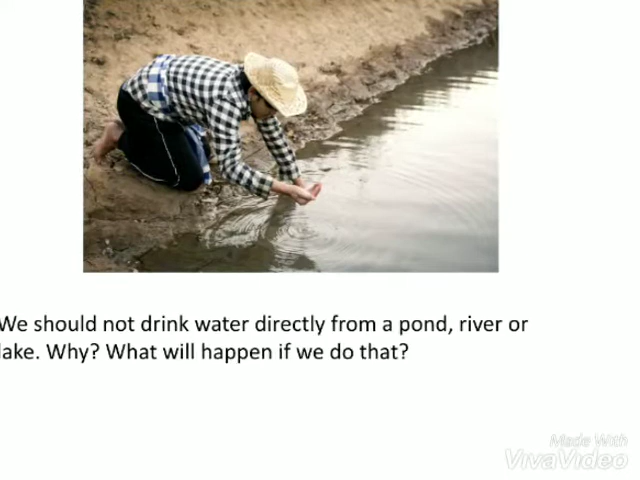 We should not drink water directly from a pond, river or
lake. Why? What will happen if we do that?
Made With
VivaVideo